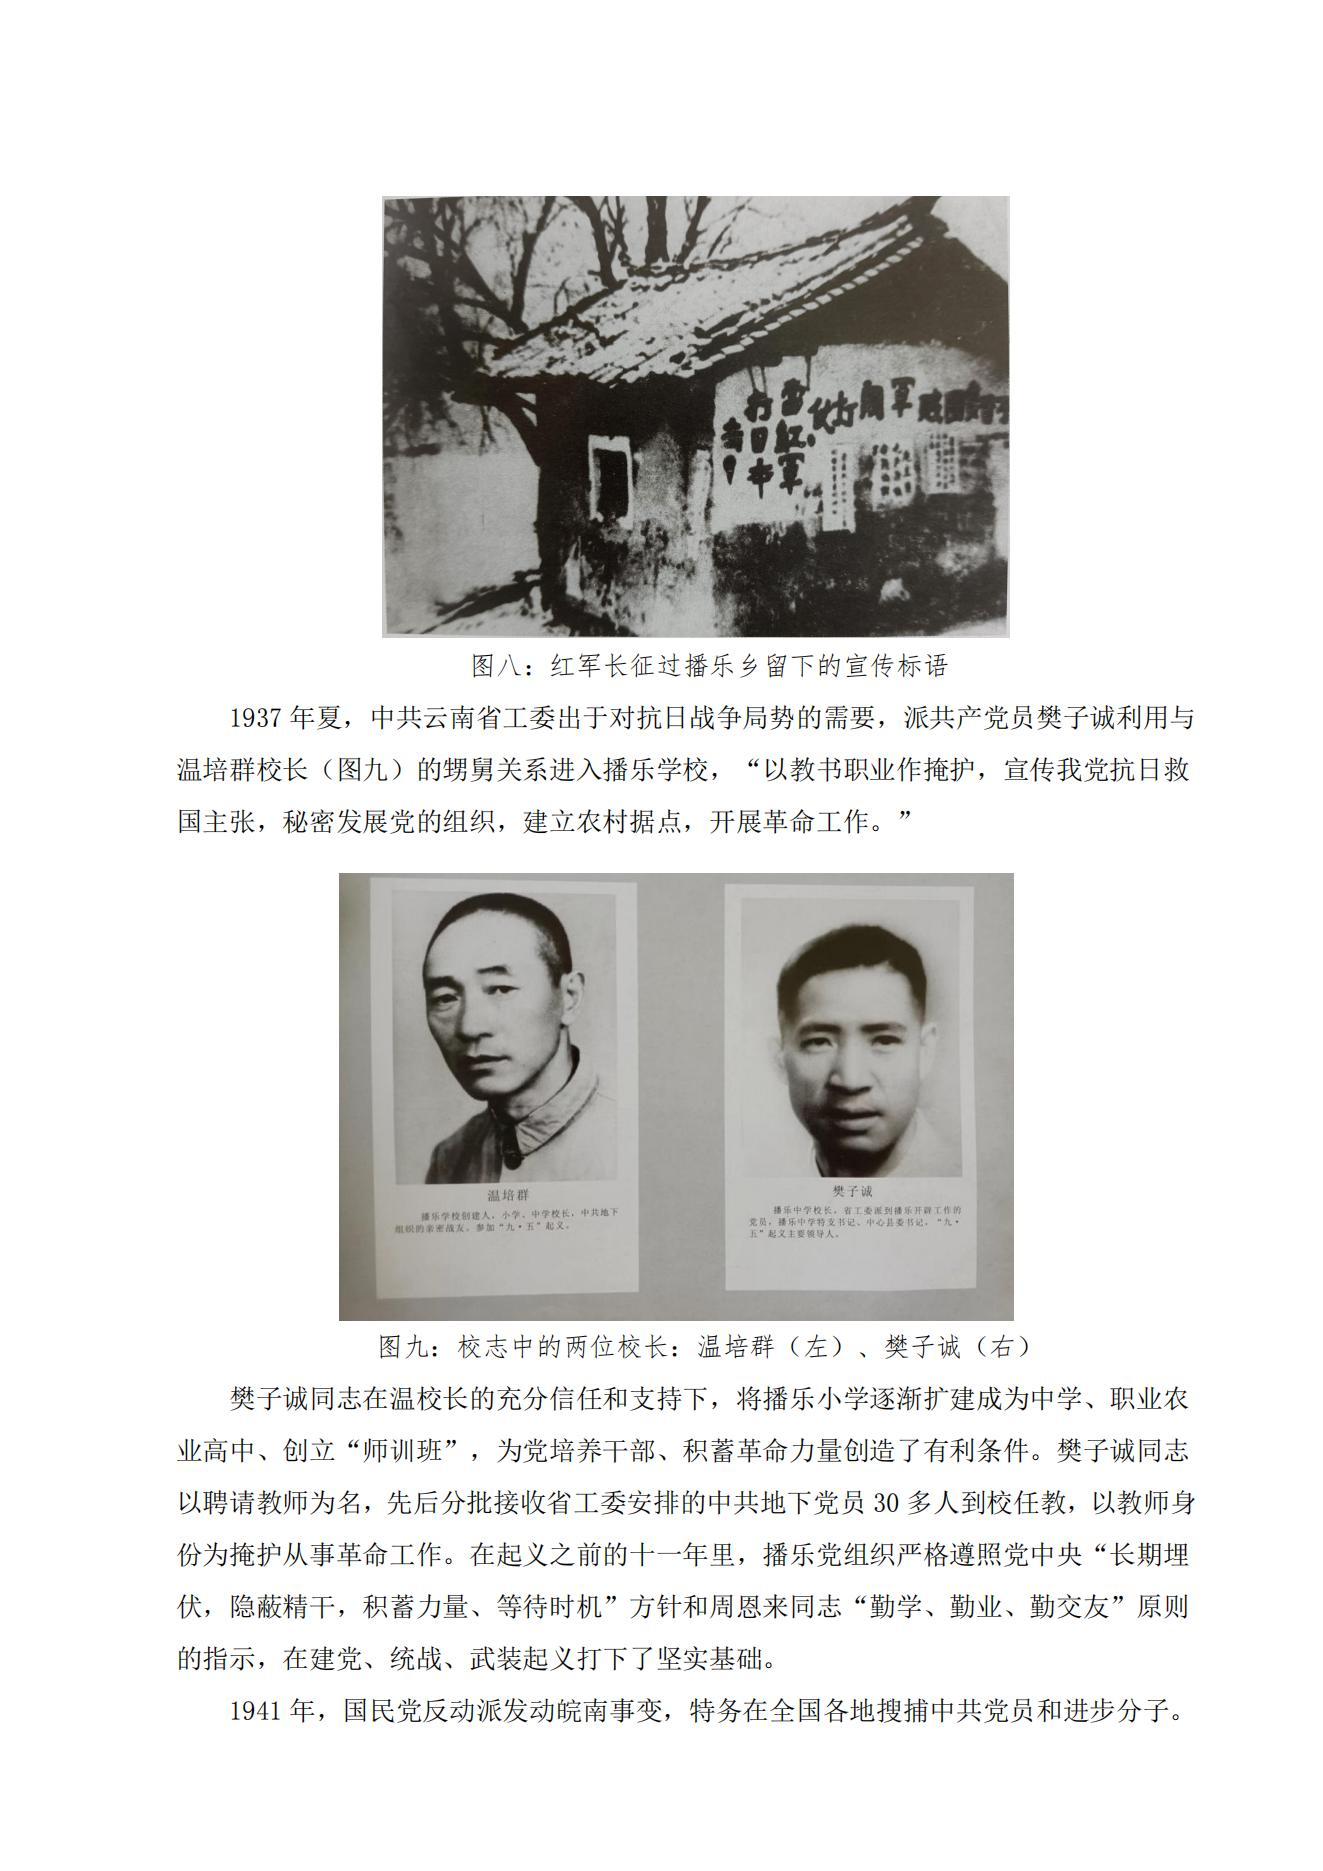 红军
图八：红军长征过播乐乡留下的宣传标语
1937 年夏，中共云南省工委出于对抗日战争局势的需要，派共产党员樊子诚利用与
温培群校长（图九）的甥舅关系进入播乐学校，“以教书职业作掩护，宣传我党抗日救
国主张，秘密发展党的组织，建立农村据点，开展革命工作。”
温培群
播乐学校创建人，小学、中学校长，中共地下
组织的亲密战友，参加“九·五”起义。
樊子诚
播乐中学校长，省工委派到播乐开辟工作的
党员，播乐中学特支书记、中心县委书记，“九·
五”起义主要领导人。
图九：校志中的两位校长：温培群（左）、樊子诚（右）
樊子诚同志在温校长的充分信任和支持下，将播乐小学逐渐扩建成为中学、职业农
业高中、创立“师训班”，为党培养干部、积蓄革命力量创造了有利条件。樊子诚同志
以聘请教师为名，先后分批接收省工委安排的中共地下党员 30 多人到校任教，以教师身
份为掩护从事革命工作。在起义之前的十一年里，播乐党组织严格遵照党中央“长期埋
伏，隐蔽精干，积蓄力量、等待时机”方针和周恩来同志“勤学、勤业、勤交友”原则
的指示，在建党、统战、武装起义打下了坚实基础。
1941 年，国民党反动派发动皖南事变，特务在全国各地搜捕中共党员和进步分子。